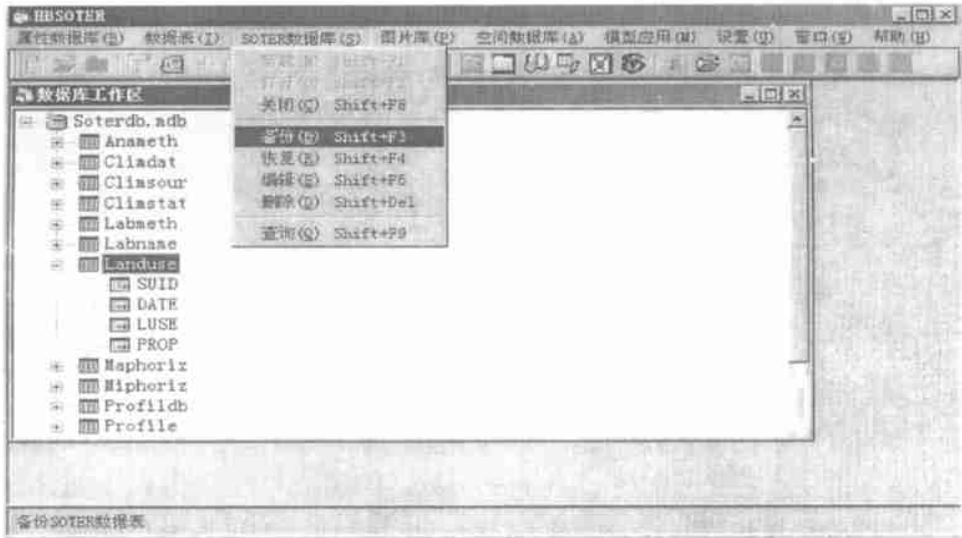 HBSOTER
属性数据库(B) 数据表(I) SOTER数据库(S) 图片库(P) 空间数据库(A) 模型应用(M) 设置(U) 窗口(W) 帮助(H)
关闭(C) Shift+F8
备份(B) Shift+F3
恢复(R) Shift+F4
编辑(E) Shift+F6
删除(D) Shift+Del
查询(Q) Shift+F9
数据库工作区
Soterdb.mdb
Anameth
Climdat
Climsour
Climstat
Labmeth
Labname
Landuse
SUID
DATE
LUSE
PROP
Maphoriz
Miphoriz
Profildb
Profile
备份SOTER数据表